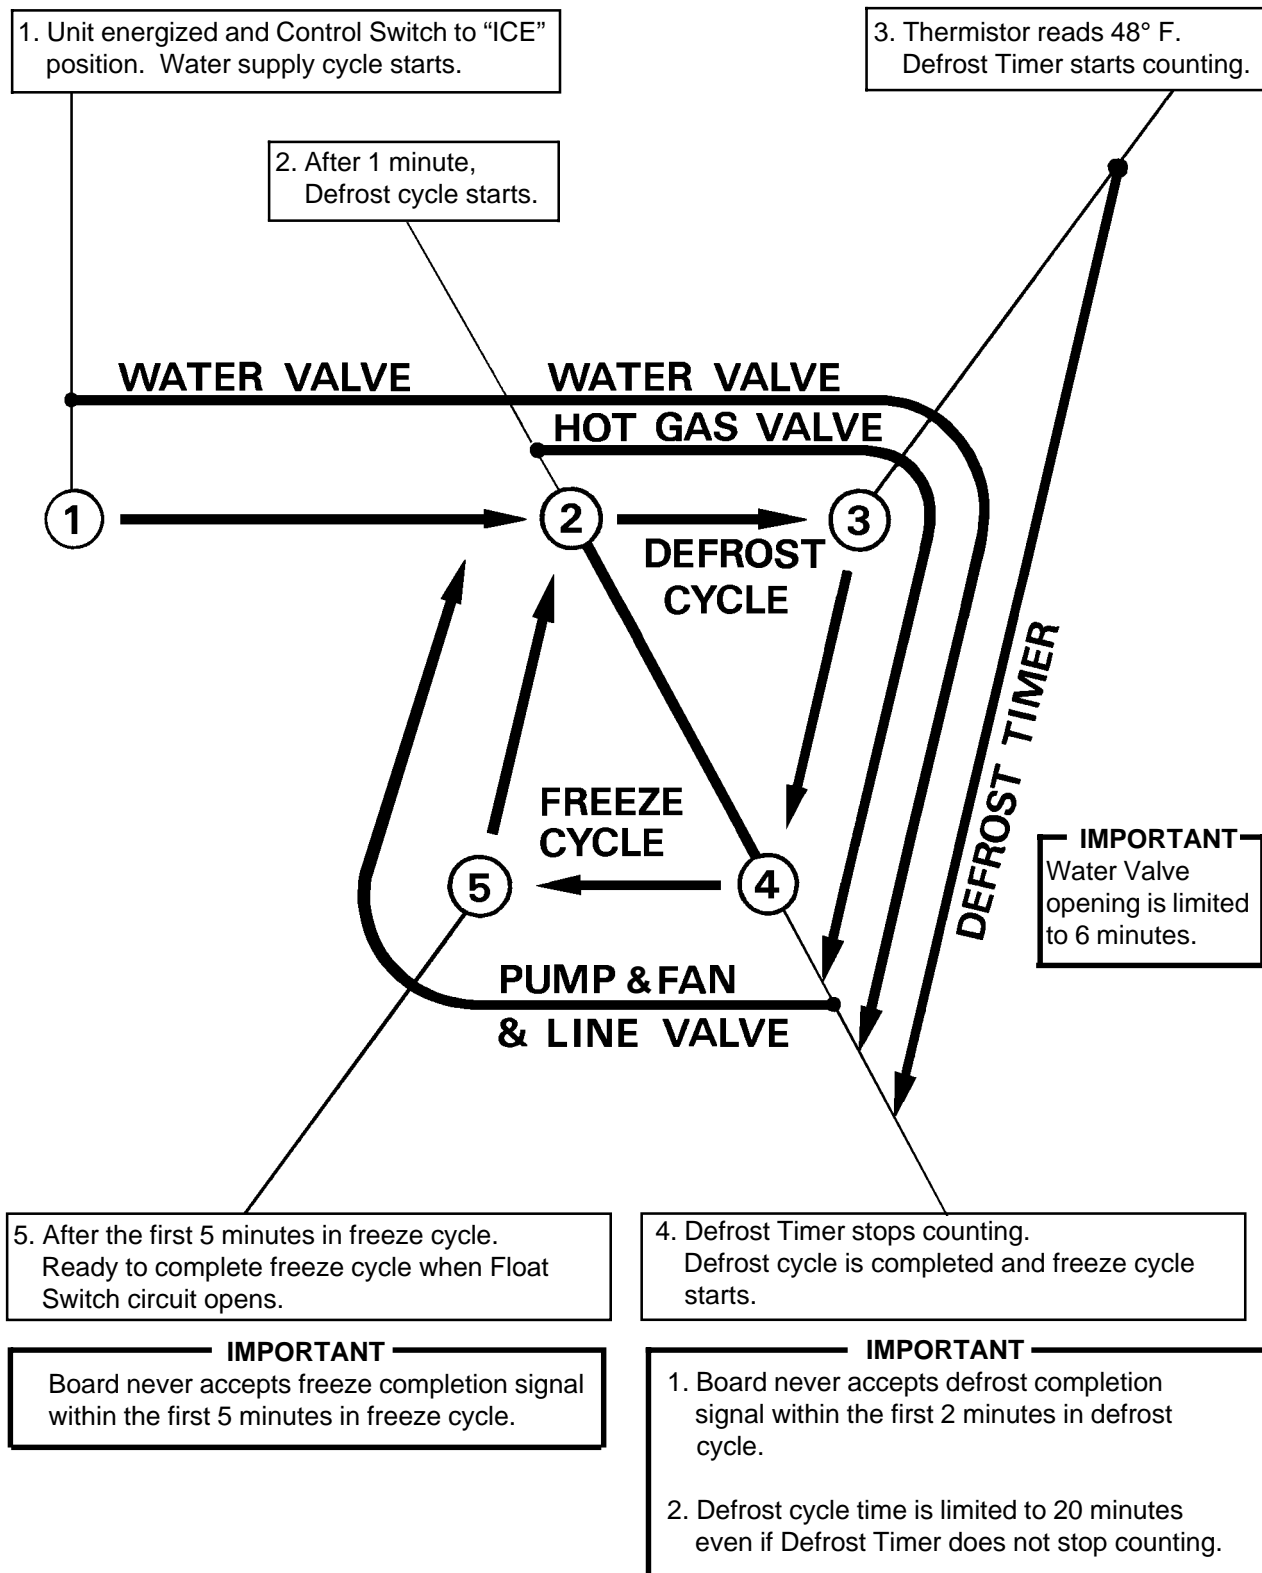 1. Unit energized and Control Switch to “ICE”
position.  Water supply cycle starts.
3. Thermistor reads 48° F.
Defrost Timer starts counting.
2. After 1 minute,
Defrost cycle starts.
WATER VALVE
WATER VALVE
HOT GAS VALVE
1
2
3
DEFROST
CYCLE
DEFROST TIMER
FREEZE
CYCLE
5
4
IMPORTANT
Water Valve
opening is limited
to 6 minutes.
PUMP & FAN
& LINE VALVE
5. After the first 5 minutes in freeze cycle.
Ready to complete freeze cycle when Float
Switch circuit opens.
4. Defrost Timer stops counting.
Defrost cycle is completed and freeze cycle
starts.
IMPORTANT
Board never accepts freeze completion signal
within the first 5 minutes in freeze cycle.
IMPORTANT
1. Board never accepts defrost completion
signal within the first 2 minutes in defrost
cycle.
2. Defrost cycle time is limited to 20 minutes
even if Defrost Timer does not stop counting.